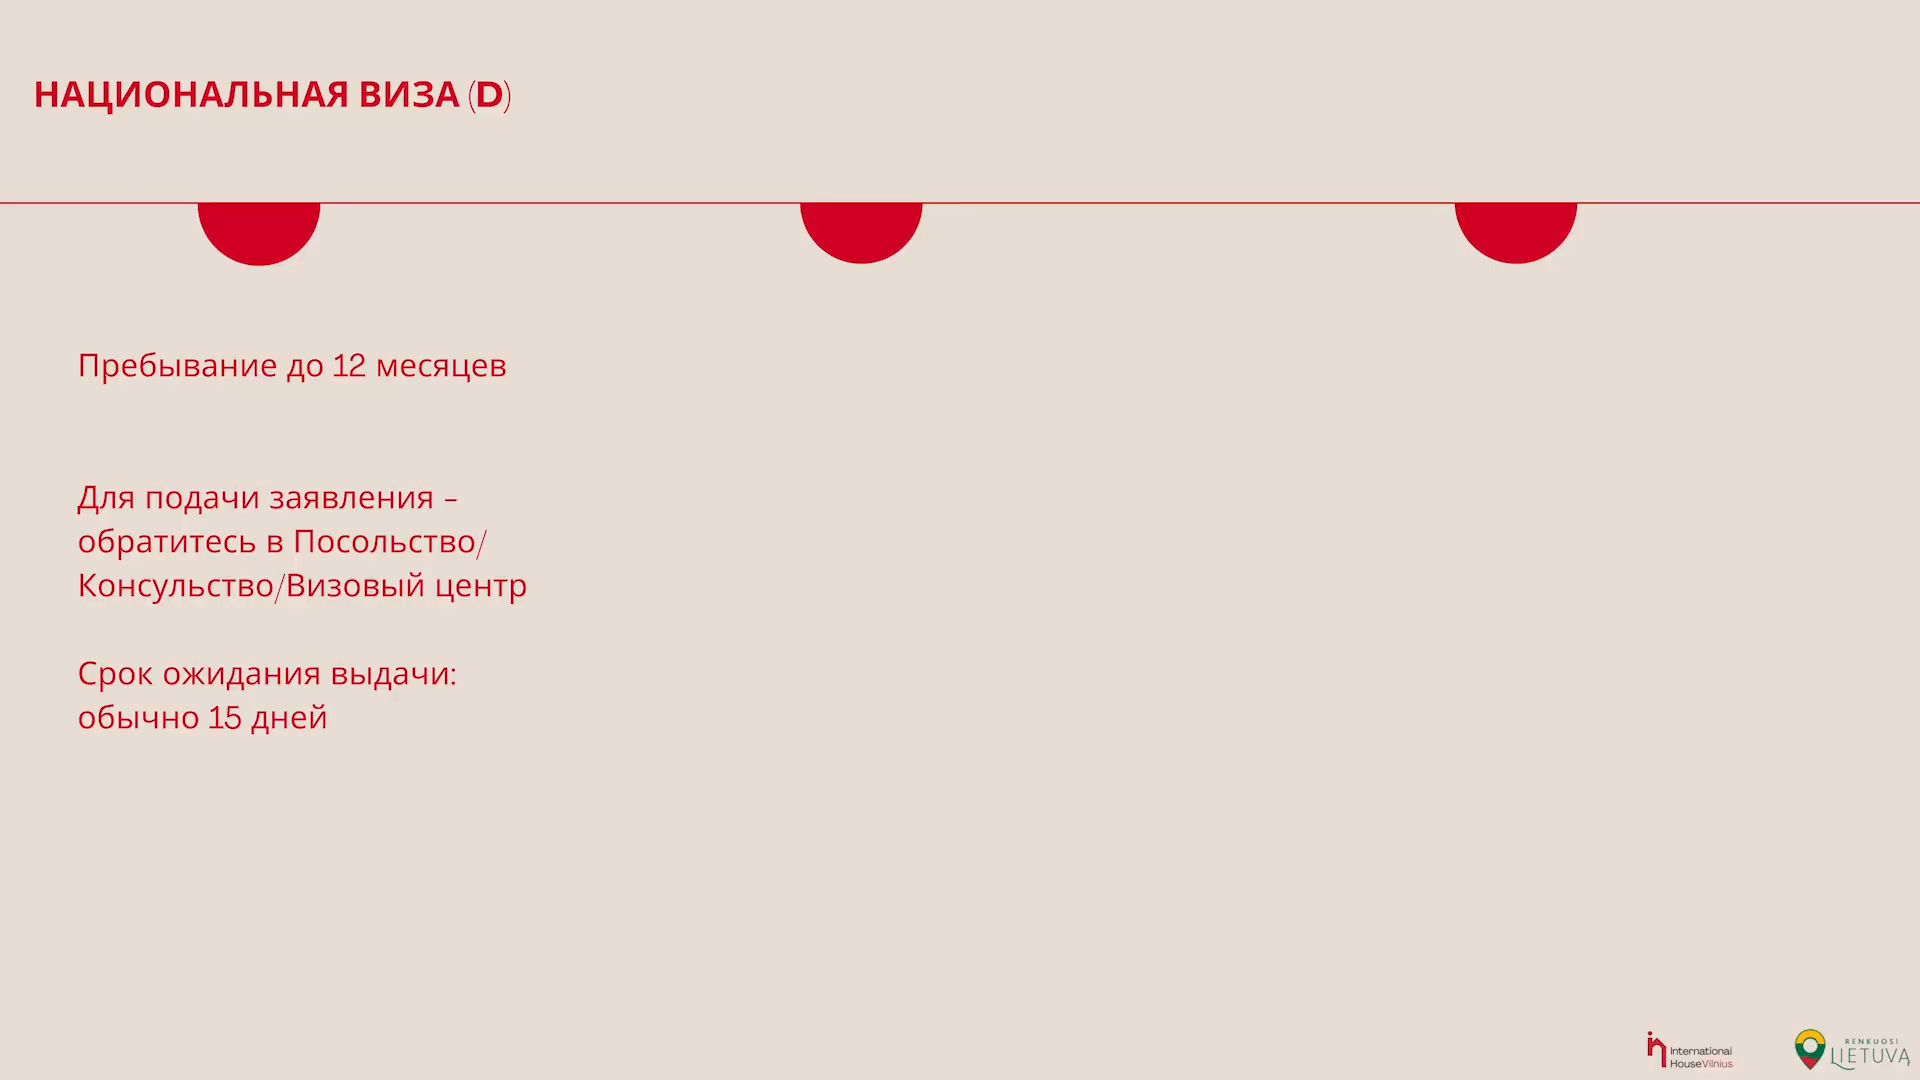 НАЦИОНАЛЬНАЯ ВИЗА (D)
Пребывание до 12 месяцев
Для подачи заявления –
обратитесь в Посольство/
Консульство/Визовый центр
Срок ожидания выдачи:
обычно 15 дней
International
HouseVilnius
RENKUOSI
LIETUVĄ